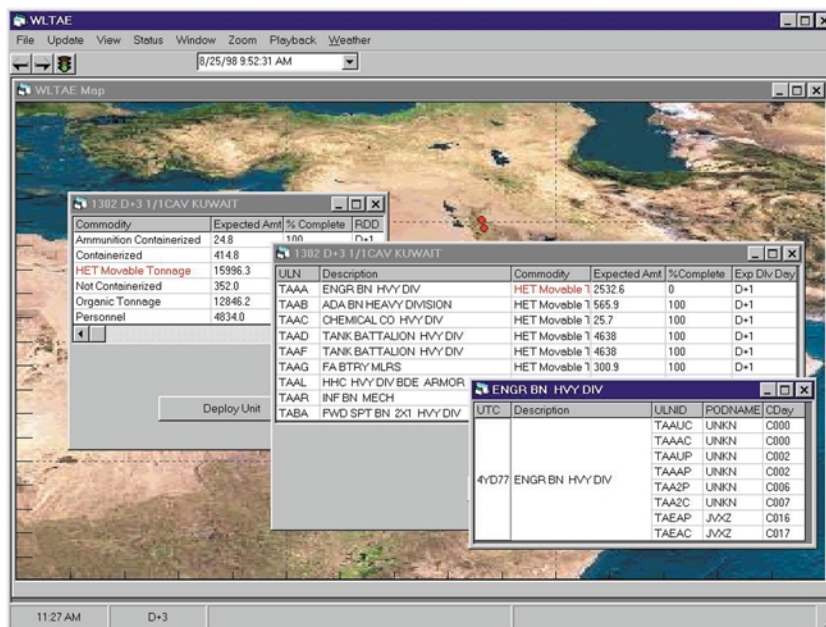 WLTAE
File Update View Status Window Zoom Playback Weather
8/25/98 9:52:31 AM
WLTAE Map
1302 D+3 1/1CAV KUWAIT
Commodity Expected Amt % Complete RDD
Ammunition Containerized 24.8 100 D+1
Containerized 414.8
HET Movable Tonnage 15996.3
Not Containerized 352.0
Organic Tonnage 12846.2
Personnel 4834.0
Deploy Unit
1302 D+3 1/1CAV KUWAIT
ULN Description Commodity Expected Amt %Complete Exp Dlv Day
TAAA ENGR BN HVY DIV HET Movable T 2532.6 0 D+1
TAAB ADA BN HEAVY DIVISION HET Movable T 565.9 100 D+1
TAAC CHEMICAL CO HVY DIV HET Movable T 25.7 100 D+1
TAAD TANK BATTALION HVY DIV HET Movable T 4638 100 D+1
TAAF TANK BATTALION HVY DIV HET Movable T 4638 100 D+1
TAAG FA BTRY MLRS HET Movable T 300.9 100 D+1
TAAL HHC HVY DIV BDE ARMOR
TAAR INF BN MECH
TABA FWD SPT BN 2X1 HVY DIV
ENGR BN HVY DIV
UTC Description ULNID PODNAME CDay
TAAUC UNKN C000
TAAAC UNKN C000
TAAUP UNKN C002
TAAAP UNKN C002
4YD77 ENGR BN HVY DIV TAA2P UNKN C006
TAA2C UNKN C007
TAEAP JVXZ C016
TAEAC JVXZ C017
11:27 AM D+3